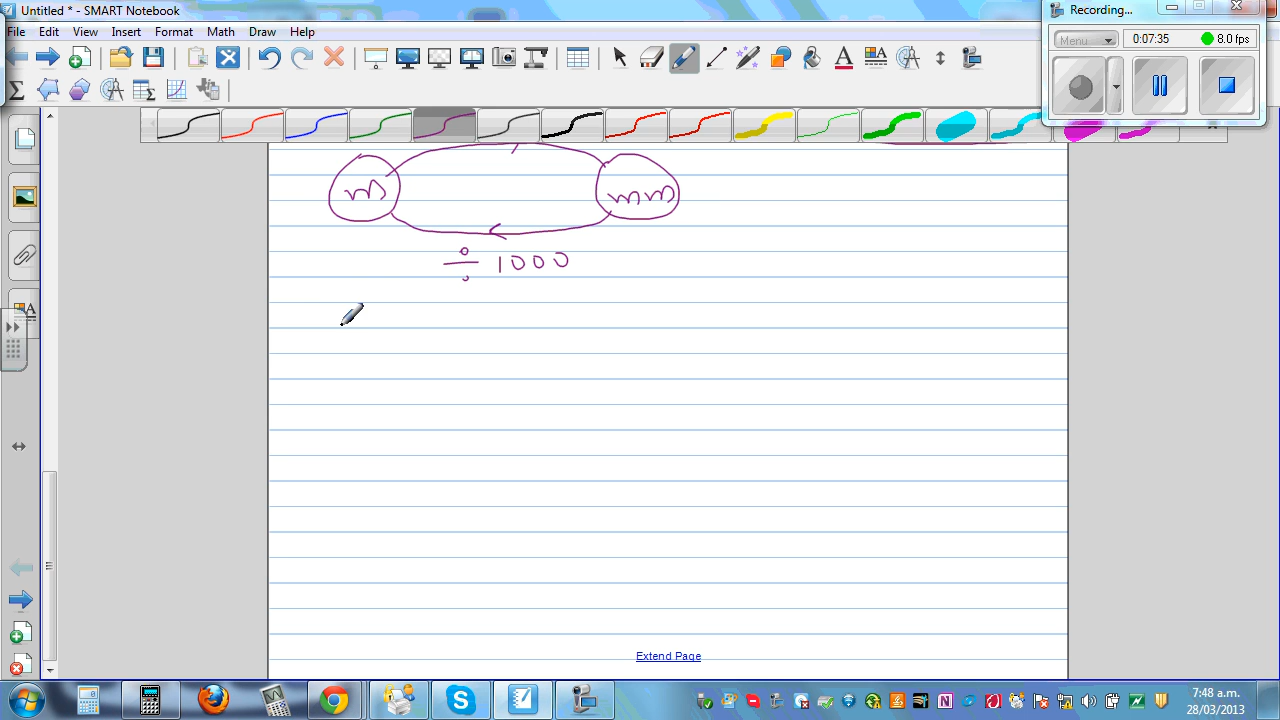 Untitled * - SMART Notebook
Recording...
File Edit View Insert Format Math Draw Help
Menu 0:07:35 8.0 fps
m mm
÷ 1000
Extend Page
7:48 a.m.
28/03/2013